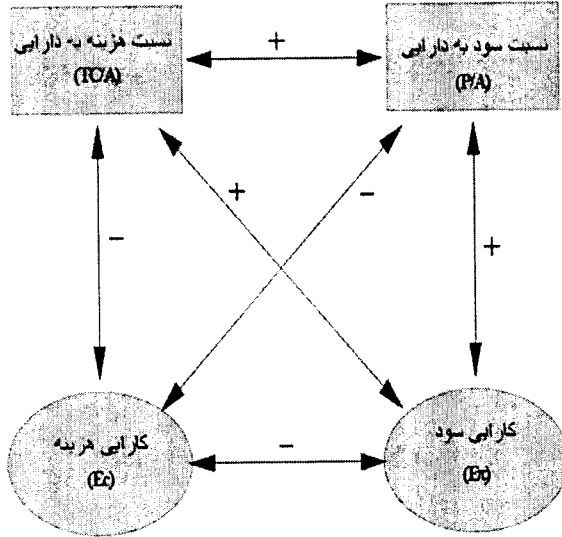 نسبت هزینه به دارایی
(TC/A)
+
نسبت سود به دارایی
(P/A)
+
-
-
+
کارایی هزینه
(Ec)
-
کارایی سود
(Eπ)